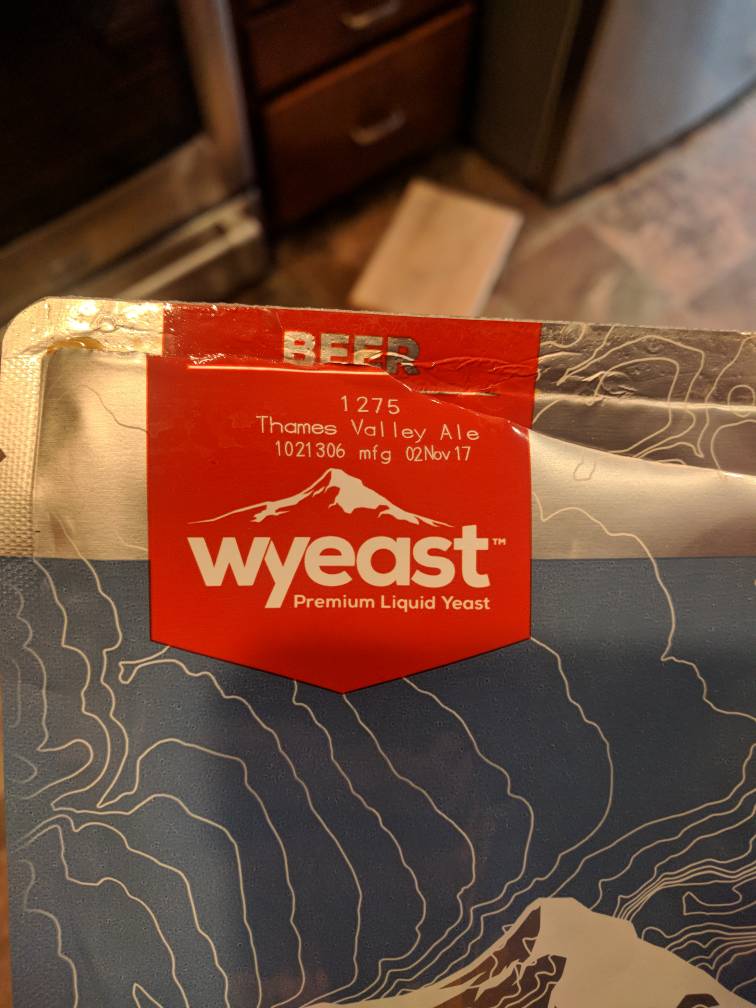 BEER
1275
Thames Valley Ale
1021306 mfg 02Nov17
wyeast™
Premium Liquid Yeast